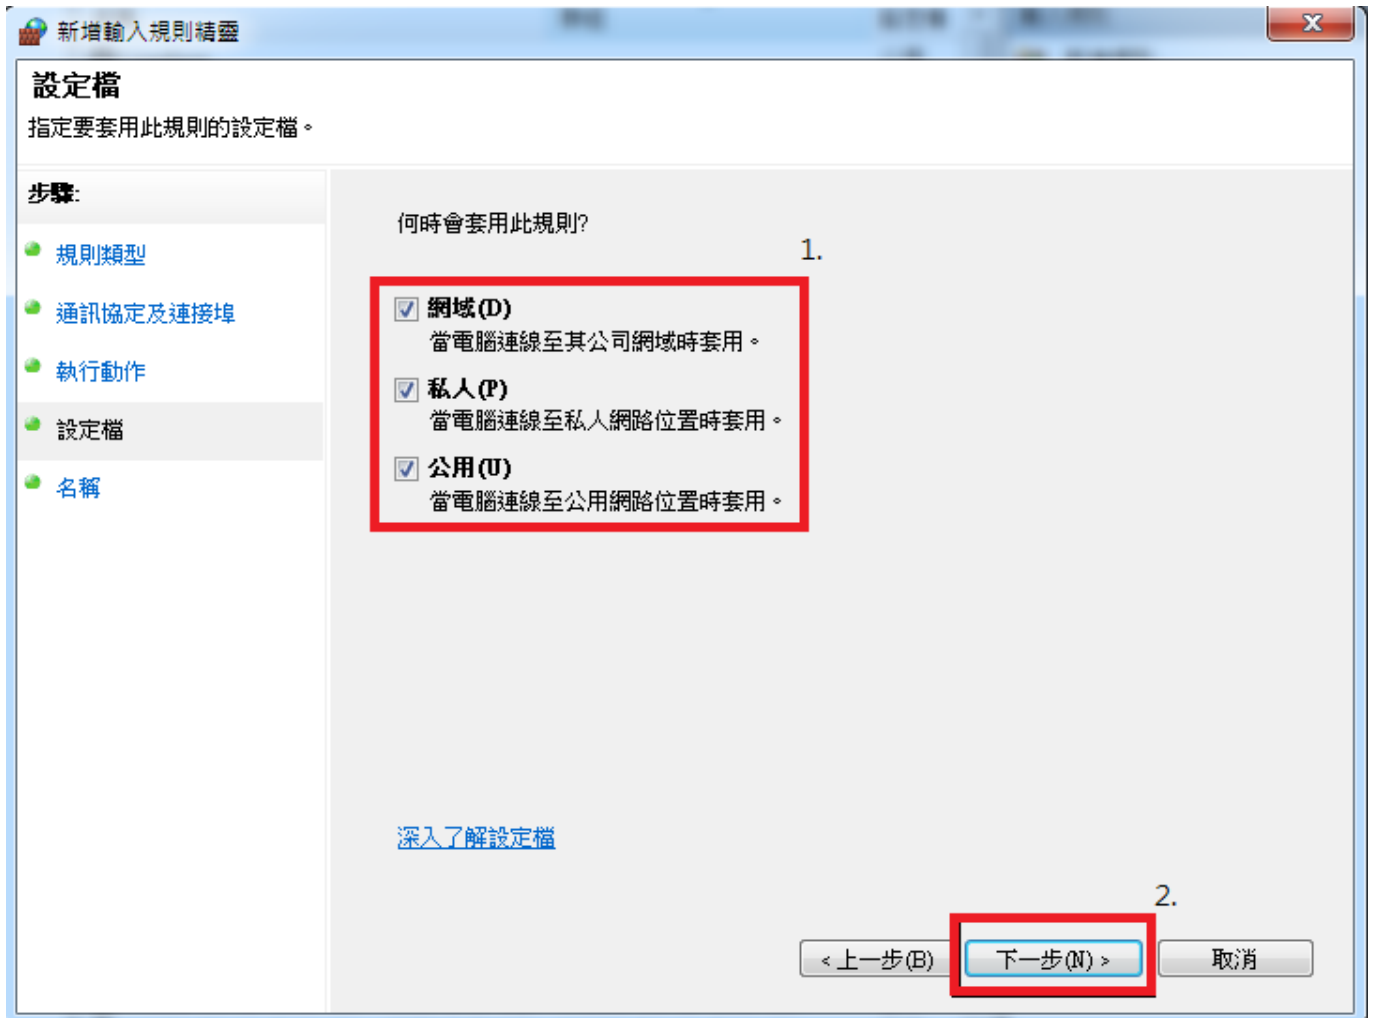 新增輸入規則精靈
設定檔
指定要套用此規則的設定檔。
步驟:
規則類型
通訊協定及連接埠
執行動作
設定檔
名稱
何時會套用此規則?
1.
網域(D)
當電腦連線至其公司網域時套用。
私人(P)
當電腦連線至私人網路位置時套用。
公用(U)
當電腦連線至公用網路位置時套用。
深入了解設定檔
2.
<上一步(B)
下一步(N)>
取消